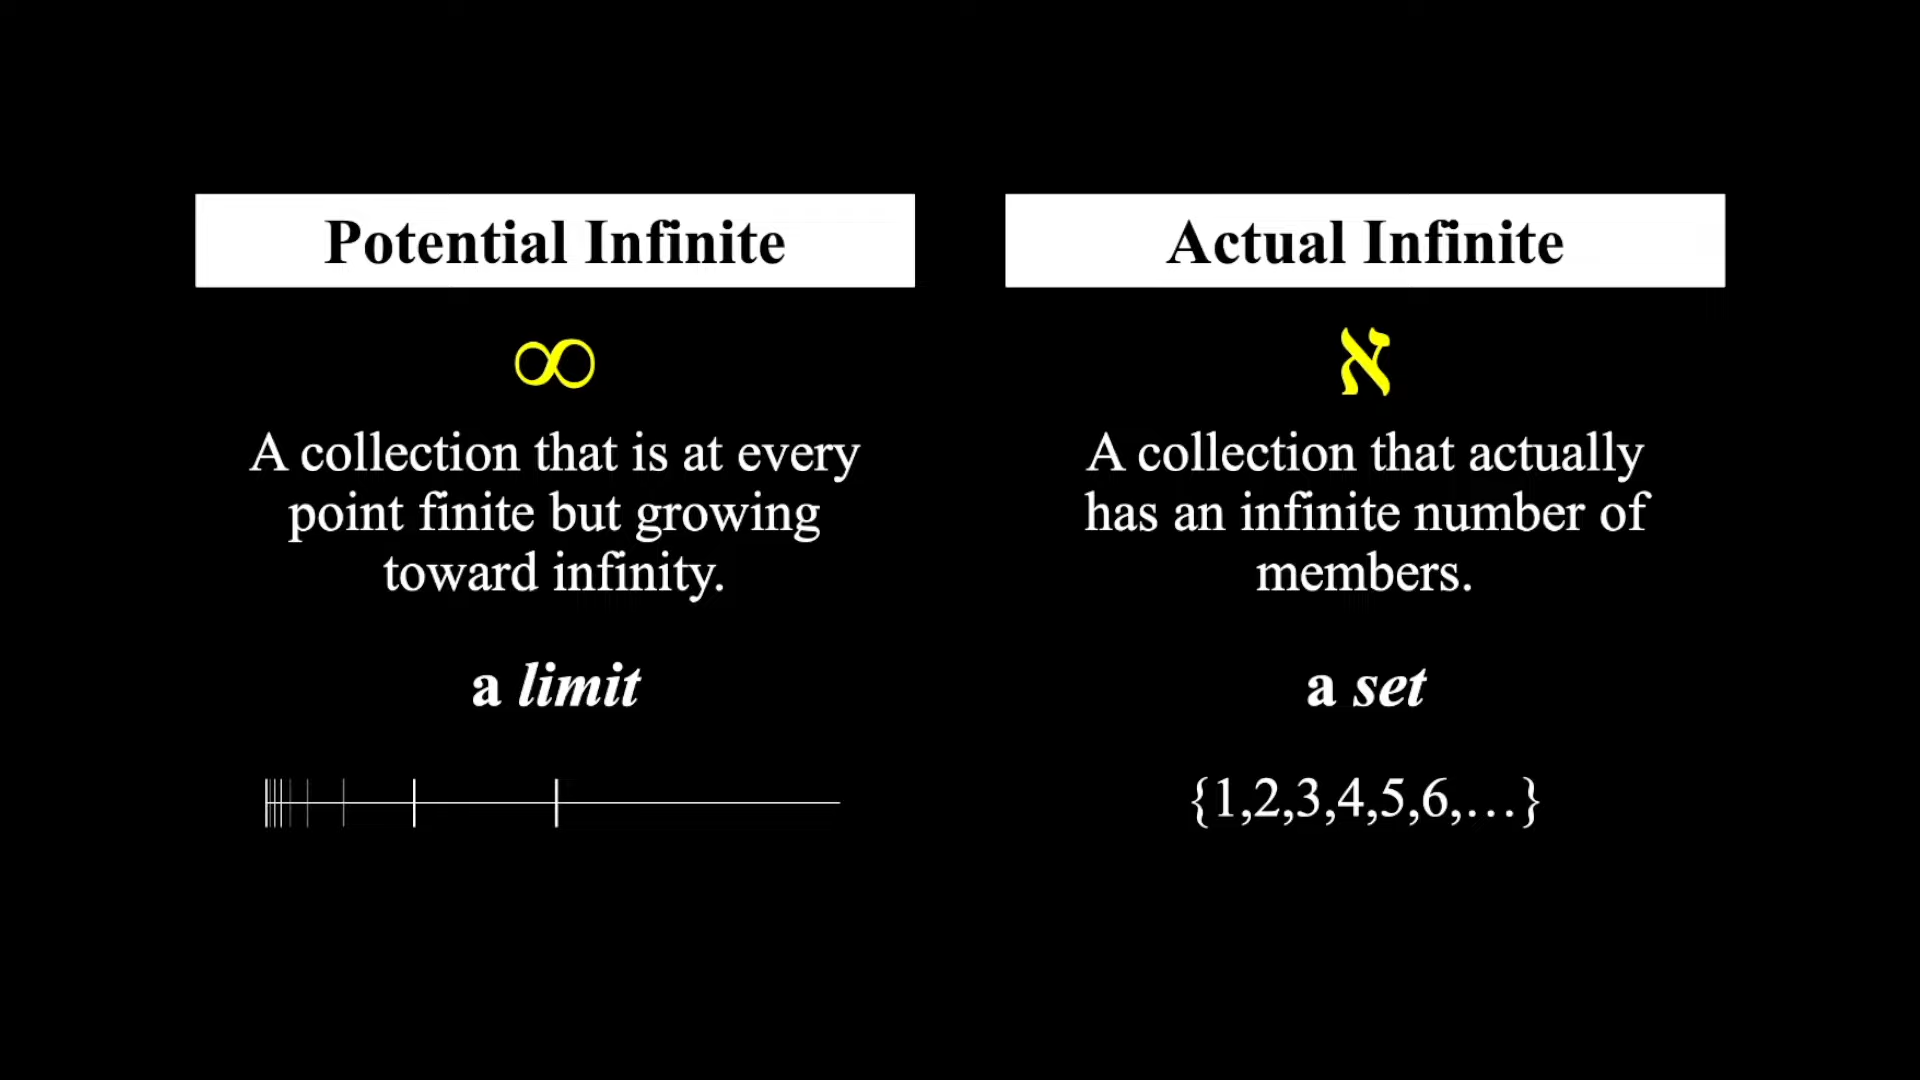 Potential Infinite
∞
A collection that is at every
point finite but growing
toward infinity.
a limit
Actual Infinite
א
A collection that actually
has an infinite number of
members.
a set
{1,2,3,4,5,6,…}